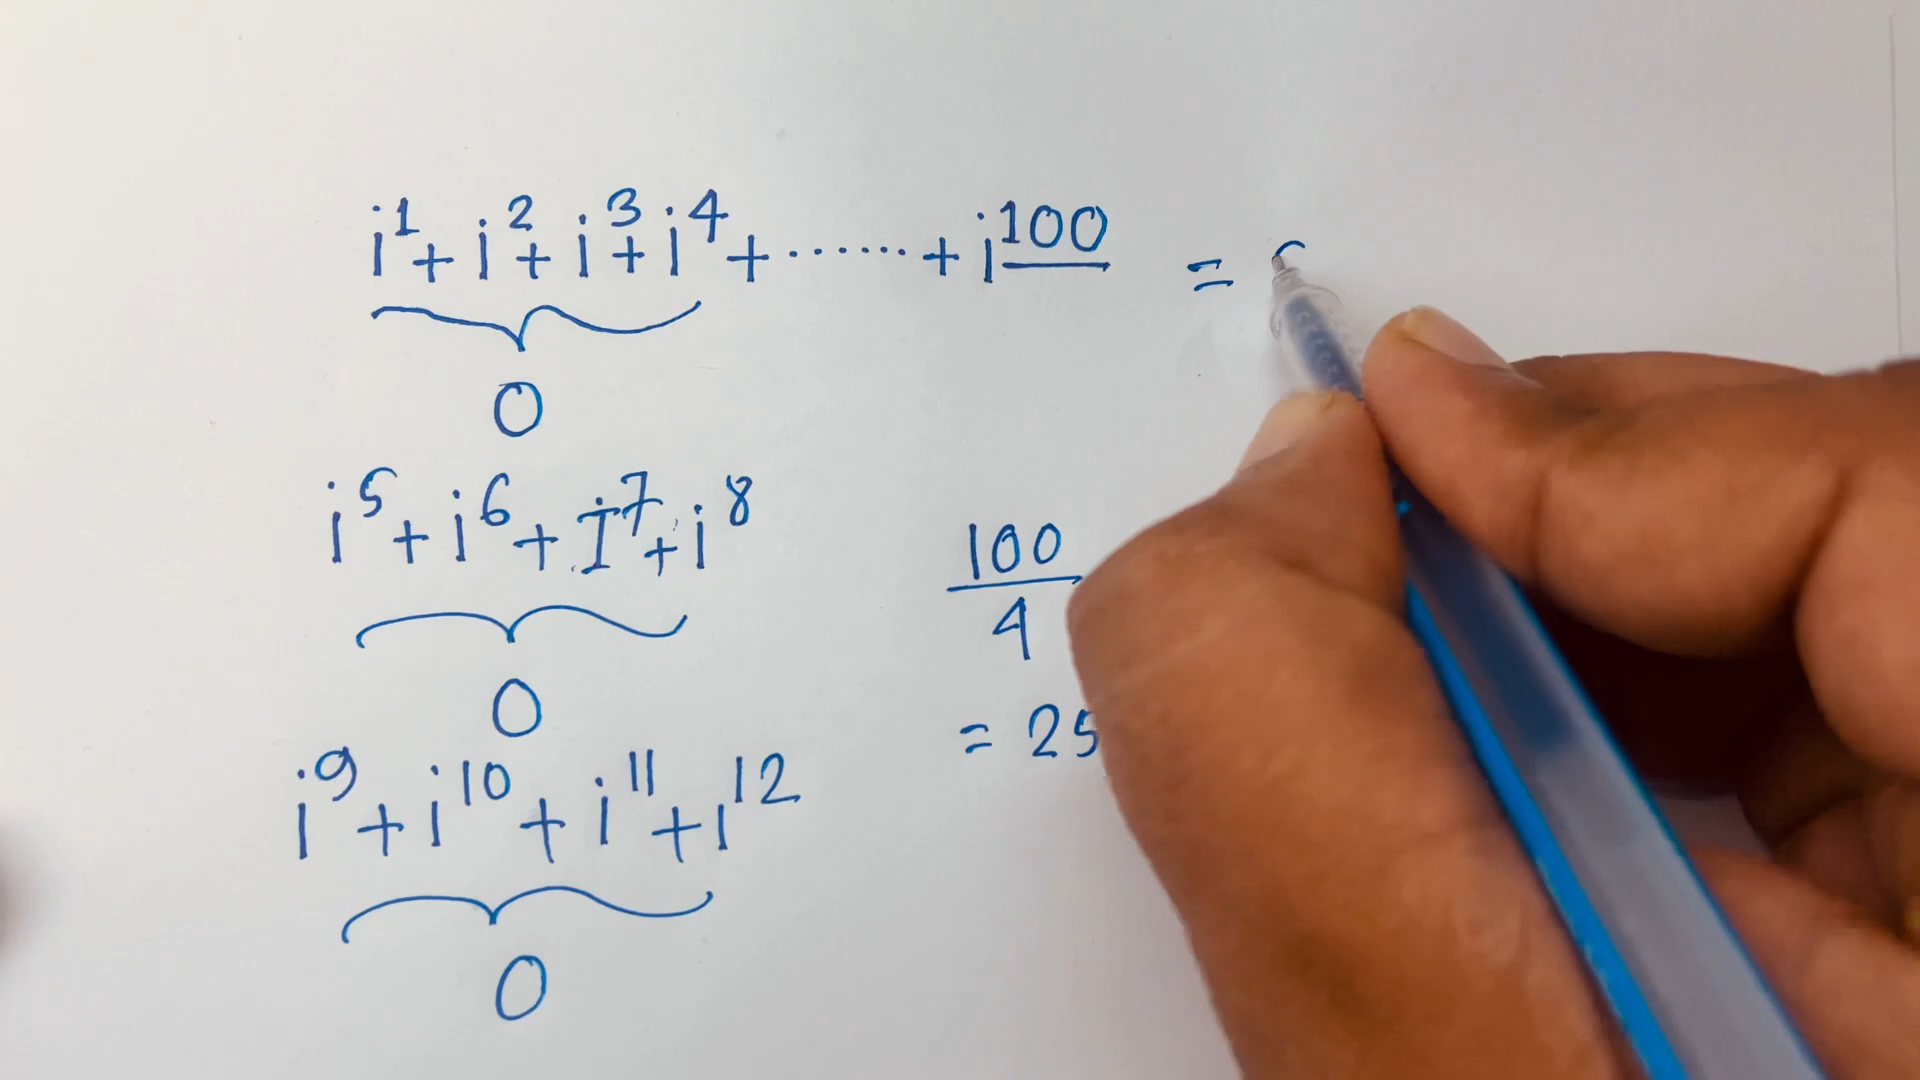 i¹ + i² + i³ + i⁴ + ....... + i¹⁰⁰ =
0
i⁵ + i⁶ + I⁷ + i⁸
0
100
4
= 25
i⁹ + i¹⁰ + i¹¹ + i¹²
0